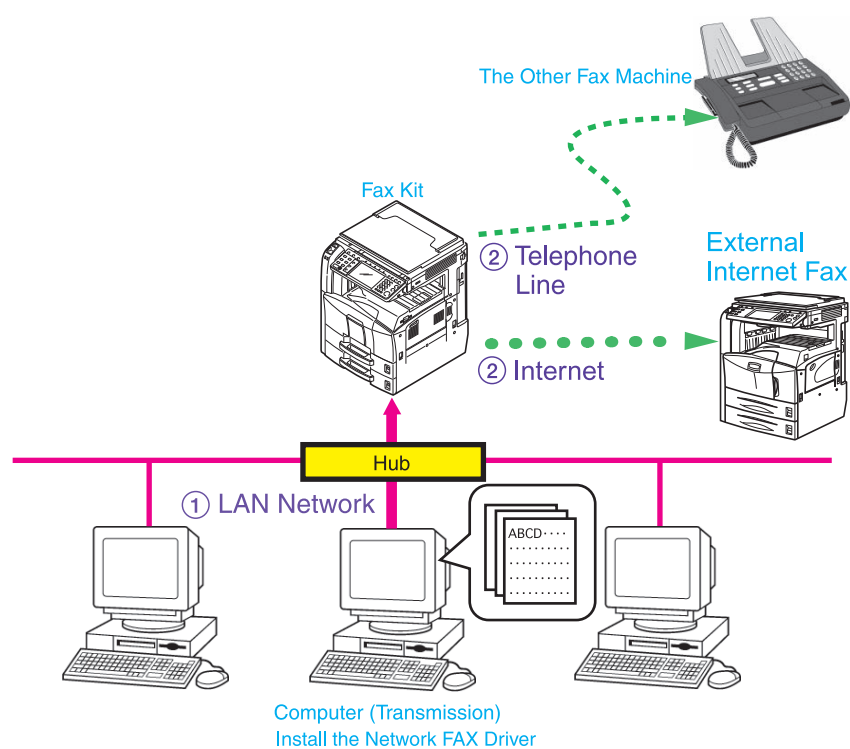 The Other Fax Machine
Fax Kit
② Telephone
Line
External
Internet Fax
② Internet
Hub
① LAN Network
ABCD····
Computer (Transmission)
Install the Network FAX Driver